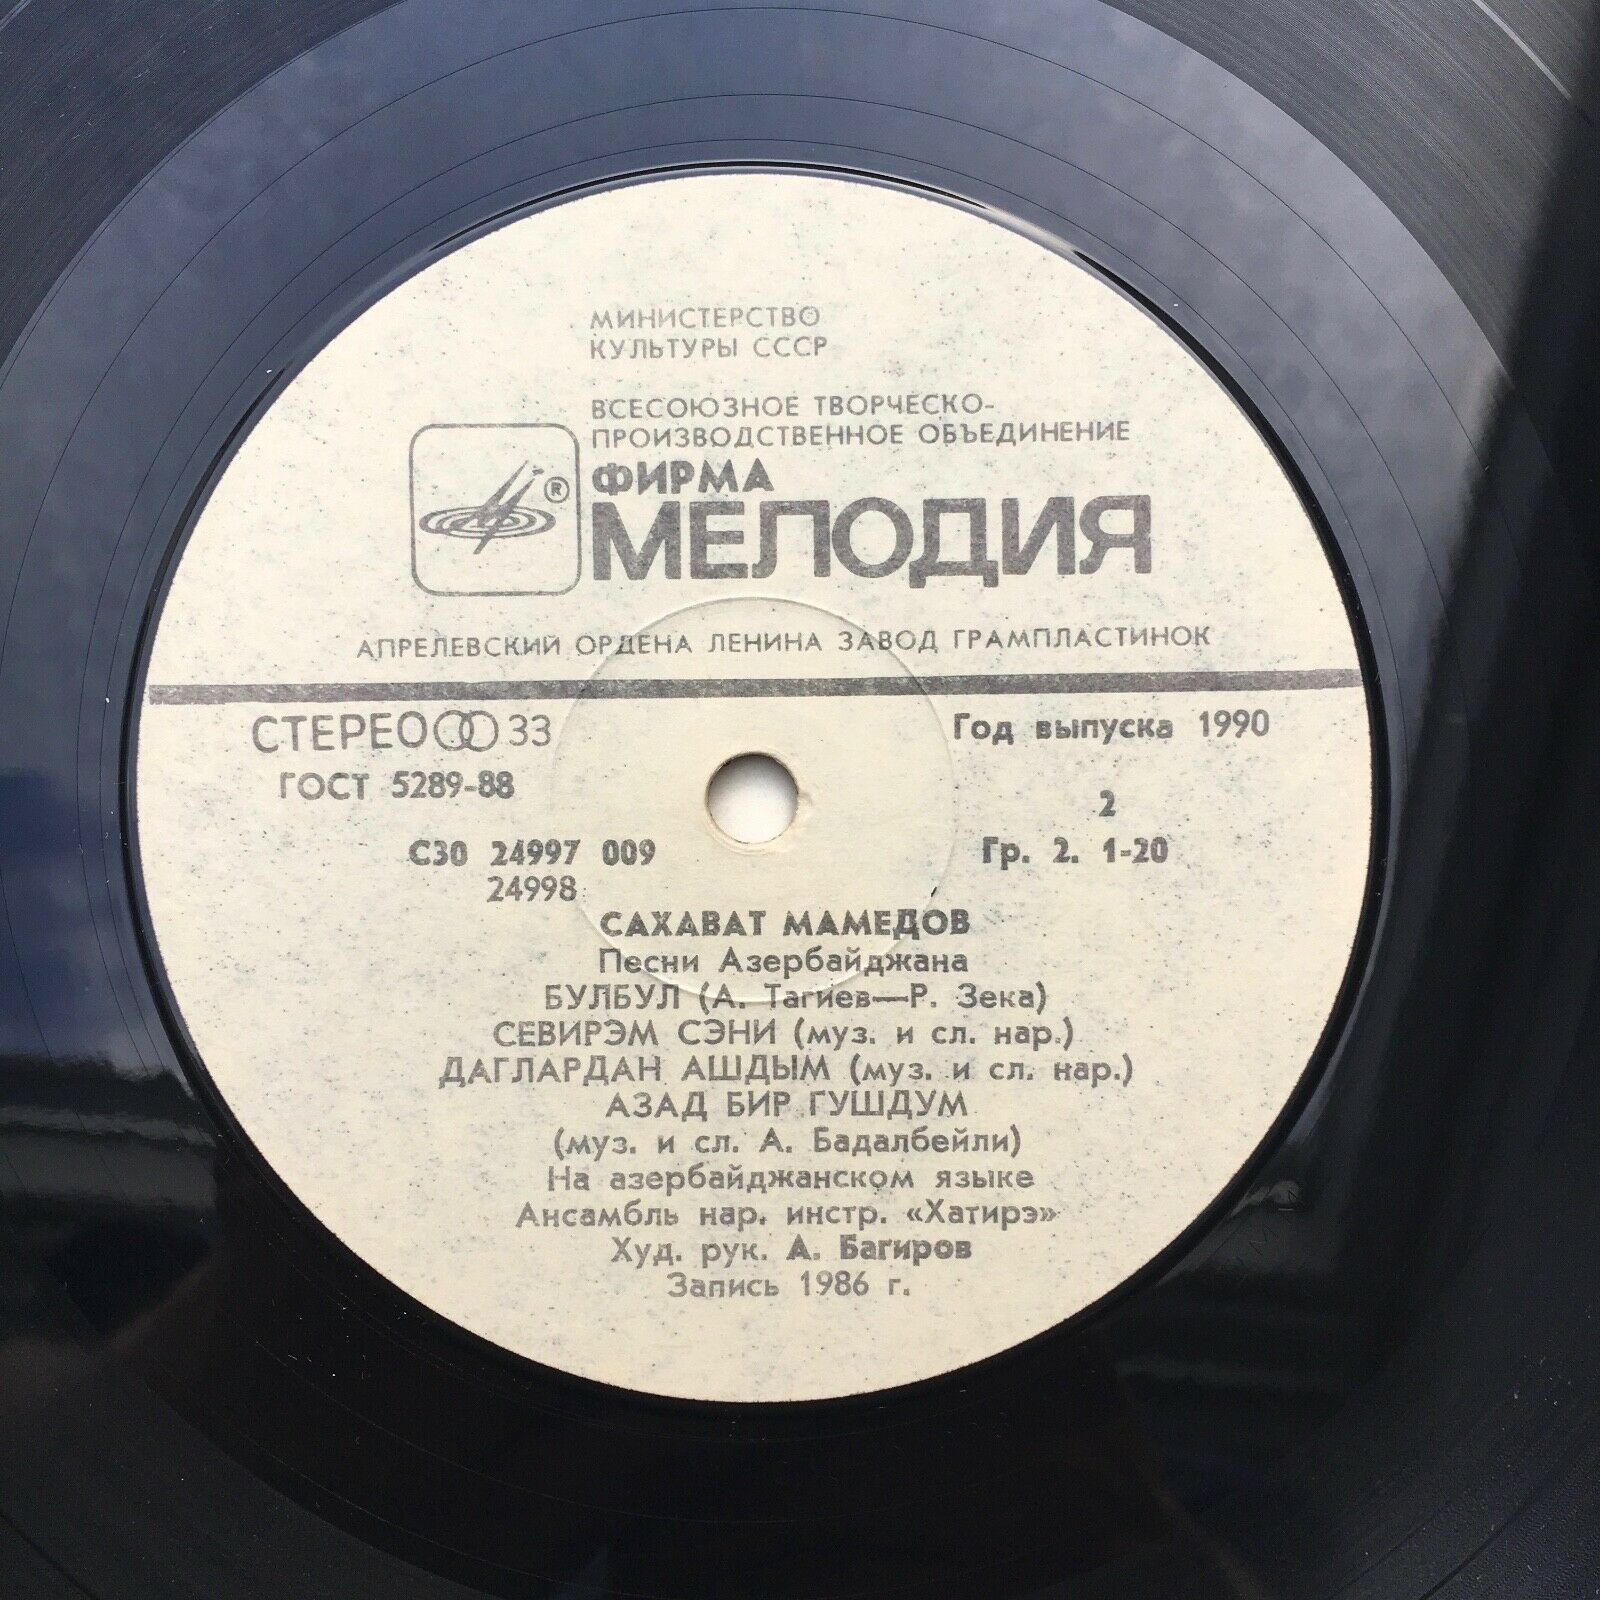 МИНИСТЕРСТВО
КУЛЬТУРЫ СССР
ВСЕСОЮЗНОЕ ТВОРЧЕСКО-
ПРОИЗВОДСТВЕННОЕ ОБЪЕДИНЕНИЕ
ФИРМА
®
МЕЛОДИЯ
АПРЕЛЕВСКИЙ ОРДЕНА ЛЕНИНА ЗАВОД ГРАМПЛАСТИНОК
СТЕРЕО 33
Год выпуска 1990
ГОСТ 5289-88
2
С30 24997 009
Гр. 2. 1-20
24998
САХАВАТ МАМЕДОВ
Песни Азербайджана
БУЛБУЛ (А. Тагиев—Р. Зека)
СЕВИРЭМ СЭНИ (муз. и сл. нар.)
ДАГЛАРДАН АШДЫМ (муз. и сл. нар.)
АЗАД БИР ГУШДУМ
(муз. и сл. А. Бадалбейли)
На азербайджанском языке
Ансамбль нар. инстр. «Хатирэ»
Худ. рук. А. Багиров
Запись 1986 г.